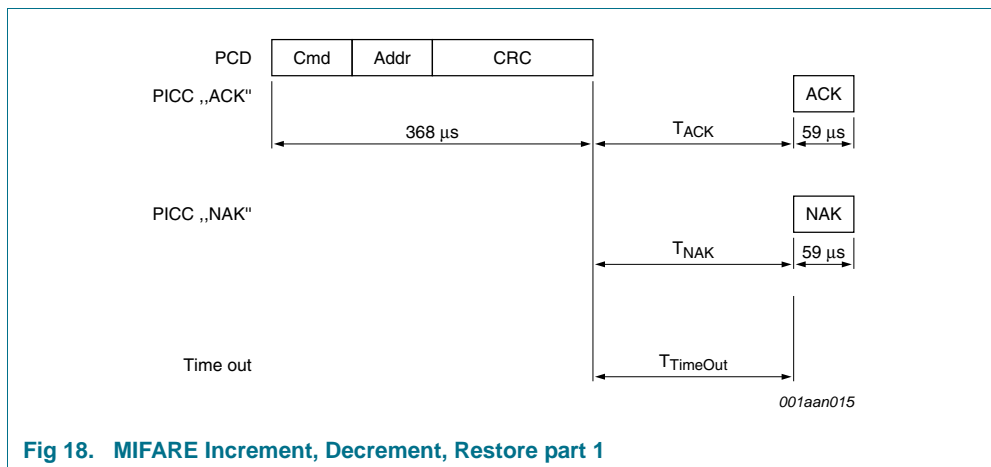 PCD Cmd Addr CRC
PICC ,,ACK" ACK
368 µs TACK 59 µs
PICC ,,NAK" NAK
TNAK 59 µs
Time out TTimeOut
001aan015
Fig 18. MIFARE Increment, Decrement, Restore part 1